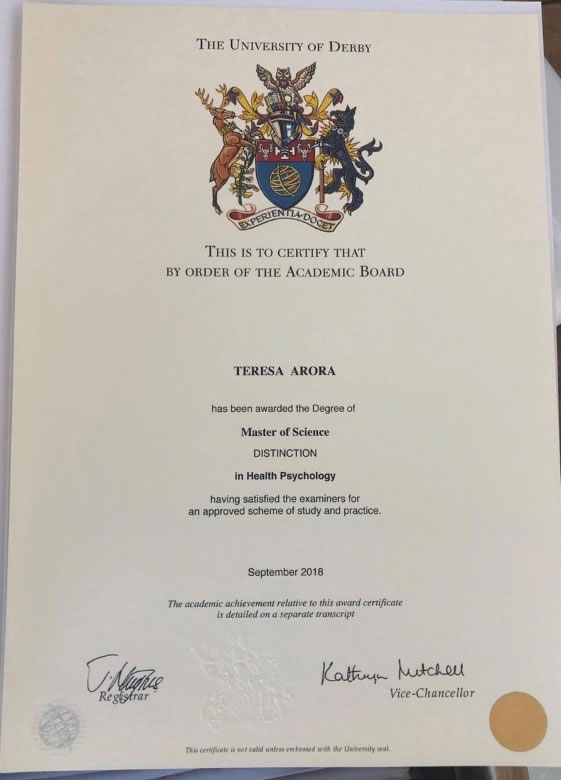 THE UNIVERSITY OF DERBY
EXPERIENTIA·DOCET
THIS IS TO CERTIFY THAT
BY ORDER OF THE ACADEMIC BOARD
TERESA ARORA
has been awarded the Degree of
Master of Science
DISTINCTION
in Health Psychology
having satisfied the examiners for
an approved scheme of study and practice.
September 2018
The academic achievement relative to this award certificate
is detailed on a separate transcript
J. Hughes
Kathryn Mitchell
Registrar
Vice-Chancellor
This certificate is not valid unless embossed with the University seal.